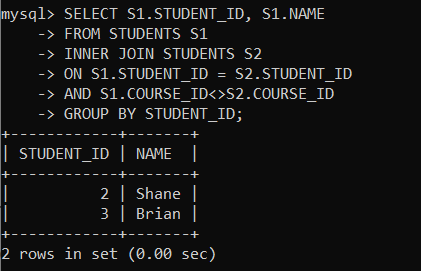 mysql> SELECT S1.STUDENT_ID, S1.NAME
-> FROM STUDENTS S1
-> INNER JOIN STUDENTS S2
-> ON S1.STUDENT_ID = S2.STUDENT_ID
-> AND S1.COURSE_ID<>S2.COURSE_ID
-> GROUP BY STUDENT_ID;
+------------+-------+
| STUDENT_ID | NAME  |
+------------+-------+
|          2 | Shane |
|          3 | Brian |
+------------+-------+
2 rows in set (0.00 sec)